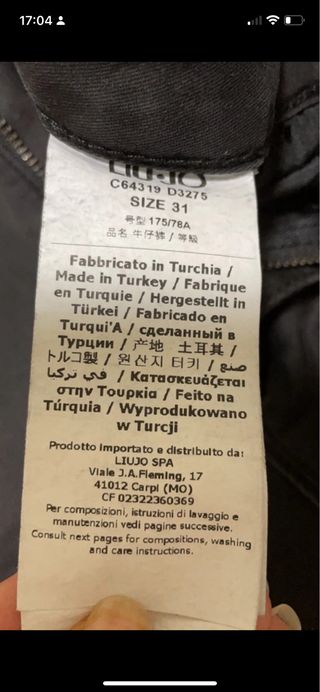 17:04
LIU·JO
C64319 D3275
SIZE 31
号型 175/78A
品名 牛仔裤 / 等級
Fabbricato in Turchia /
Made in Turkey / Fabrique
en Turquie / Hergestellt in
Türkei / Fabricado en
Turqui'A / сделанный в
Турции / 产地 土耳其 /
トルコ製 / 원산지 터키 / صنع
في تركيا / Κατασκευάζεται
στην Τουρκια / Feito na
Túrquia / Wyprodukowano
w Turcji
Prodotto importato e distribuito da:
LIUJO SPA
Viale J.A.Fleming, 17
41012 Carpi (MO)
CF 02322360369
Per composizioni, istruzioni di lavaggio e
manutenzioni vedi pagine successive.
Consult next pages for compositions, washing
and care instructions.